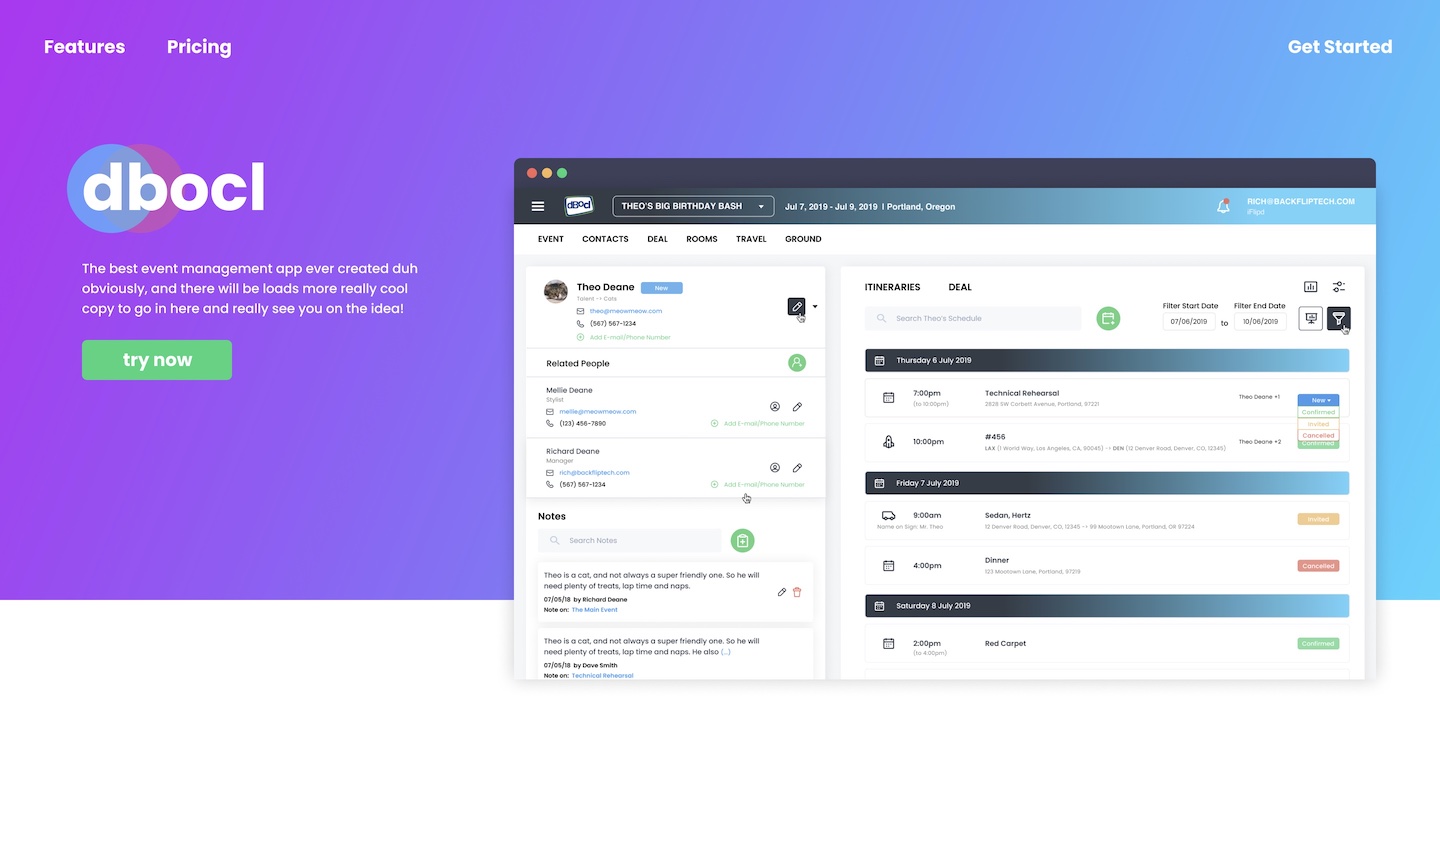 Features Pricing Get Started
dbocl
The best event management app ever created duh
obviously, and there will be loads more really cool
copy to go in here and really see you on the idea!
try now
dBod THEO'S BIG BIRTHDAY BASH Jul 7, 2019 - Jul 9, 2019 I Portland, Oregon
RICH@BACKFLIPTECH.COM
iFlipd
EVENT CONTACTS DEAL ROOMS TRAVEL GROUND
Theo Deane New
Talent -> Cats
theo@meowmeow.com
(567) 567-1234
Add E-mail/Phone Number
Related People
Mellie Deane
Stylist
mellie@meowmeow.com
(123) 456-7890 Add E-mail/Phone Number
Richard Deane
Manager
rich@backfliptech.com
(567) 567-1234 Add E-mail/Phone Number
Notes
Search Notes
Theo is a cat, and not always a super friendly one. So he will
need plenty of treats, lap time and naps.
07/05/18 by Richard Deane
Note on: The Main Event
Theo is a cat, and not always a super friendly one. So he will
need plenty of treats, lap time and naps. He also (...)
07/05/18 by Dave Smith
Note on: Technical Rehearsal
ITINERARIES DEAL
Search Theo's Schedule
Filter Start Date Filter End Date
07/06/2019 to 10/06/2019
Thursday 6 July 2019
7:00pm Technical Rehearsal Theo Deane +1 New
(to 10:00pm) 2828 SW Corbett Avenue, Portland, 97221
Confirmed
Invited
Cancelled
10:00pm #456 Theo Deane +2 Confirmed
LAX (1 World Way, Los Angeles, CA, 90045) -> DEN (12 Denver Road, Denver, CO, 12345)
Friday 7 July 2019
9:00am Sedan, Hertz Invited
Name on Sign: Mr. Theo 12 Denver Road, Denver, CO, 12345 -> 89 Mootown Lane, Portland, OR 97224
4:00pm Dinner Cancelled
123 Mootown Lane, Portland, 97219
Saturday 8 July 2019
2:00pm Red Carpet Confirmed
(to 4:00pm)